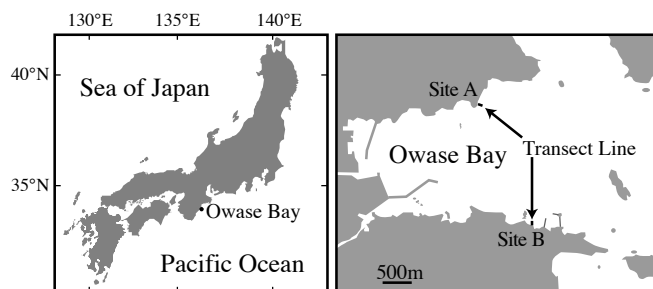 130°E 135°E 140°E
40°N
35°N
Sea of Japan
Owase Bay
Pacific Ocean
Site A
Transect Line
Owase Bay
Site B
500m